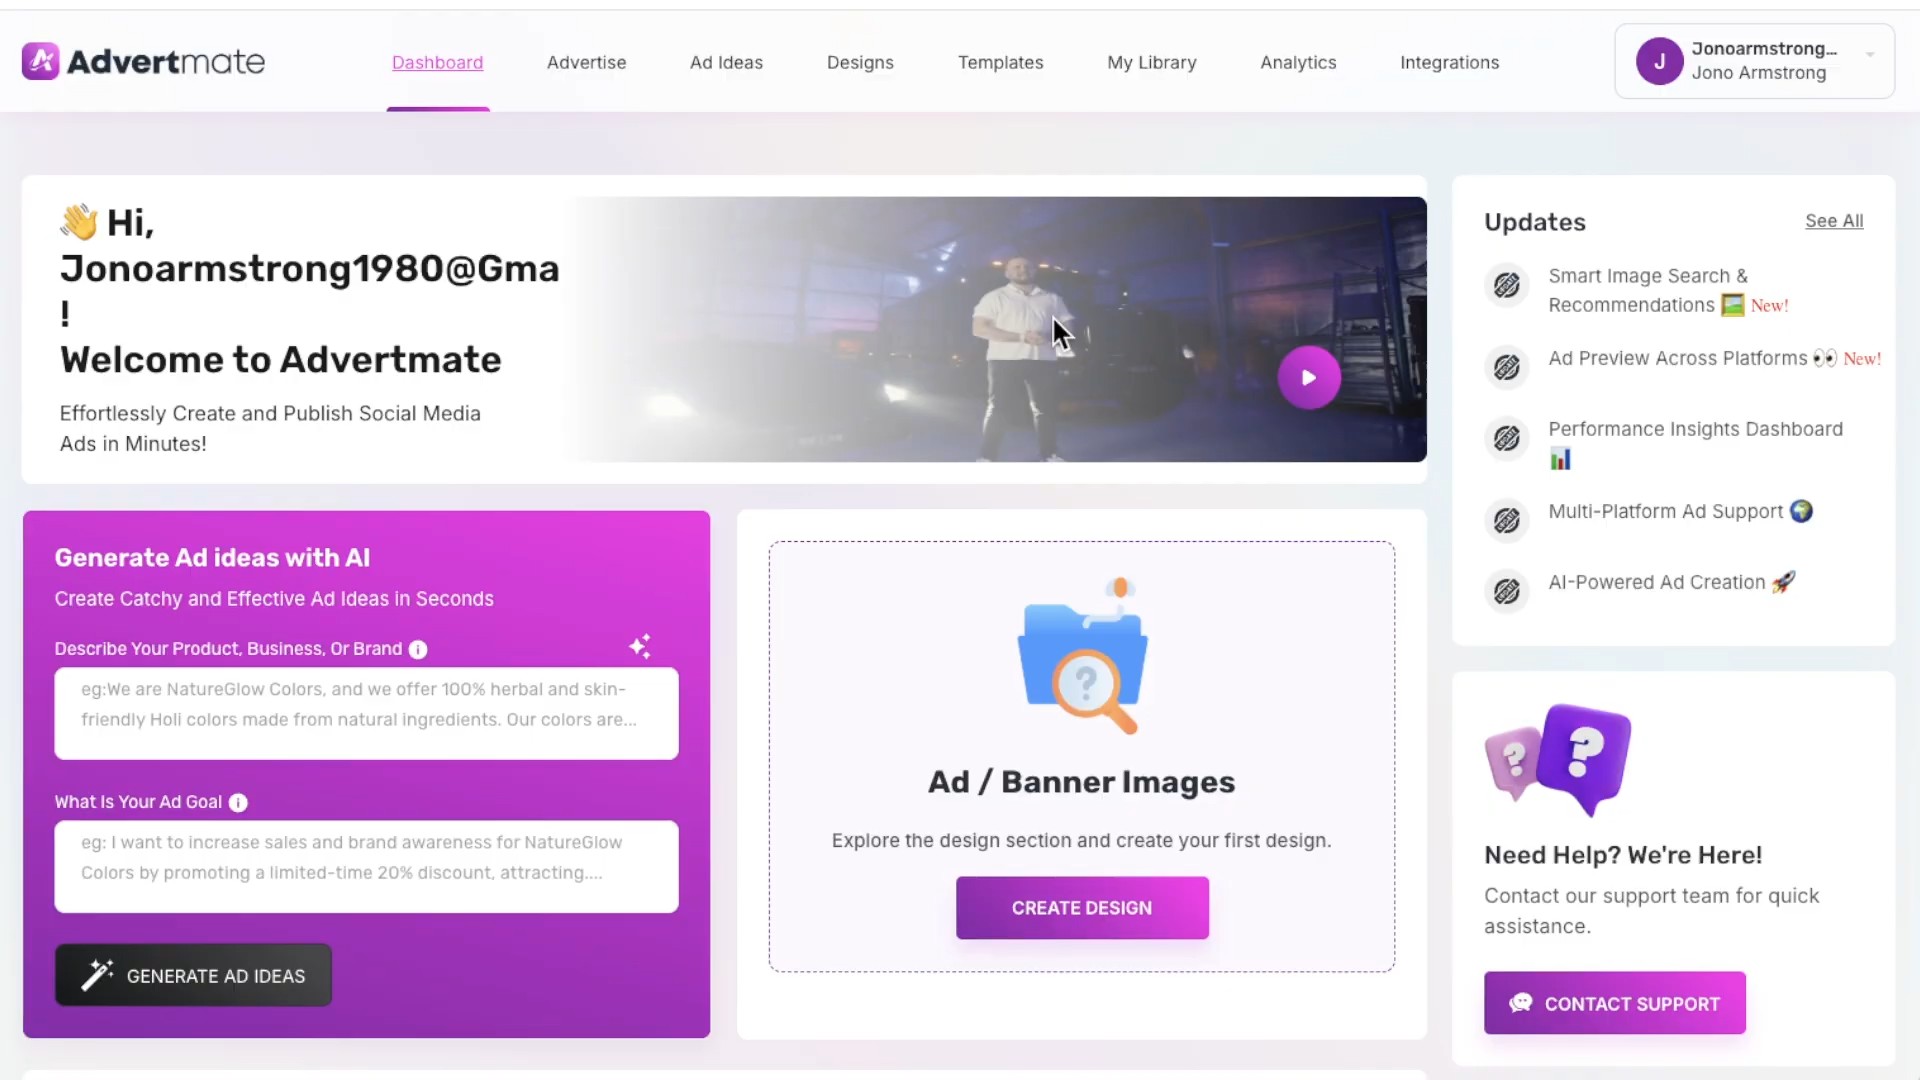 Advertmate
Dashboard
Advertise
Ad Ideas
Designs
Templates
My Library
Analytics
Integrations
J
Jonoarmstrong...
Jono Armstrong
👋 Hi,
Jonoarmstrong1980@Gma
!
Welcome to Advertmate
Effortlessly Create and Publish Social Media
Ads in Minutes!
Updates
See All
Smart Image Search &
Recommendations 🖼️ New!
Ad Preview Across Platforms 👀 New!
Performance Insights Dashboard
📊
Multi-Platform Ad Support 🌍
AI-Powered Ad Creation 🚀
Generate Ad ideas with AI
Create Catchy and Effective Ad Ideas in Seconds
Describe Your Product, Business, Or Brand
eg:We are NatureGlow Colors, and we offer 100% herbal and skin-
friendly Holi colors made from natural ingredients. Our colors are...
What Is Your Ad Goal
eg: I want to increase sales and brand awareness for NatureGlow
Colors by promoting a limited-time 20% discount, attracting....
GENERATE AD IDEAS
Ad / Banner Images
Explore the design section and create your first design.
CREATE DESIGN
Need Help? We're Here!
Contact our support team for quick
assistance.
CONTACT SUPPORT